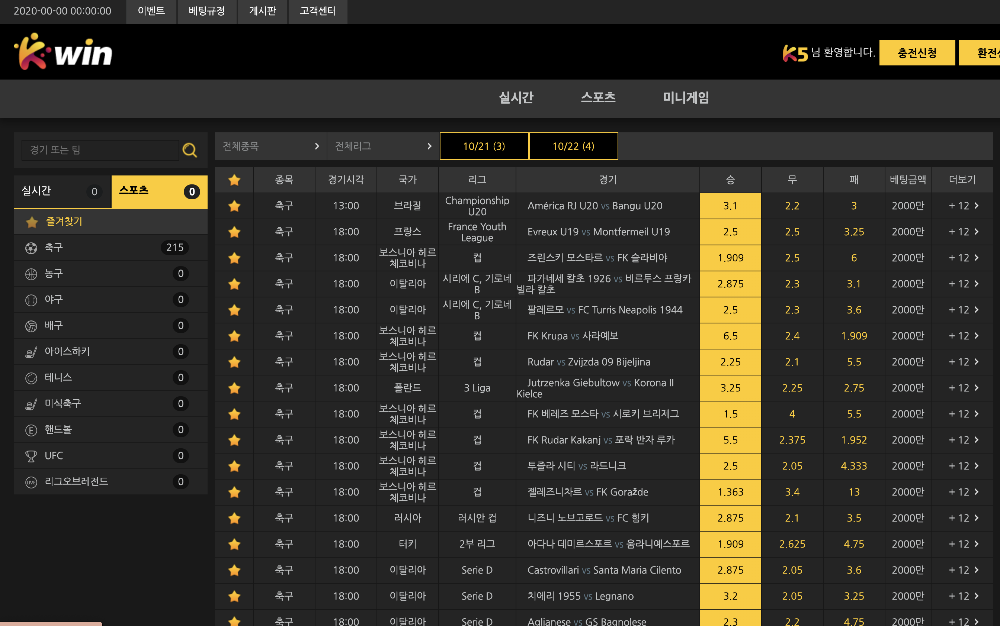 2020-00-00 00:00:00 이벤트 베팅규정 게시판 고객센터
K win
K5 님 환영합니다. 충전신청 환전신
실시간 스포츠 미니게임
경기 또는 팀
전체종목 전체리그 10/21 (3) 10/22 (4)
실시간 0 스포츠 0
즐겨찾기
축구 215
농구 0
야구 0
배구 0
아이스하키 0
테니스 0
미식축구 0
E 핸드볼 0
UFC 0
LIVE 리그오브레전드 0
종목 경기시각 국가 리그 경기 승 무 패 베팅금액 더보기
축구 13:00 브라질 Championship U20 América RJ U20 vs Bangu U20 3.1 2.2 3 2000만 + 12
축구 18:00 프랑스 France Youth League Evreux U19 vs Montfermeil U19 2.5 2.5 3.25 2000만 + 12
축구 18:00 보스니아 헤르체코비나 컵 즈린스키 모스타르 vs FK 슬라비야 1.909 2.5 6 2000만 + 12
축구 18:00 이탈리아 시리에 C, 기로네 B 파가네세 칼초 1926 vs 비르투스 프랑카빌라 칼초 2.875 2.3 3.1 2000만 + 12
축구 18:00 이탈리아 시리에 C, 기로네 B 팔레르모 vs FC Turris Neapolis 1944 2.5 2.3 3.6 2000만 + 12
축구 18:00 보스니아 헤르체코비나 컵 FK Krupa vs 사라예보 6.5 2.4 1.909 2000만 + 12
축구 18:00 보스니아 헤르체코비나 컵 Rudar vs Zvijzda 09 Bijeljina 2.25 2.1 5.5 2000만 + 12
축구 18:00 폴란드 3 Liga Jutrzenka Giebultow vs Korona II Kielce 3.25 2.25 2.75 2000만 + 12
축구 18:00 보스니아 헤르체코비나 컵 FK 베레즈 모스타 vs 시로키 브리제그 1.5 4 5.5 2000만 + 12
축구 18:00 보스니아 헤르체코비나 컵 FK Rudar Kakanj vs 포락 반자 루카 5.5 2.375 1.952 2000만 + 12
축구 18:00 보스니아 헤르체코비나 컵 투즐라 시티 vs 라드니크 2.5 2.05 4.333 2000만 + 12
축구 18:00 보스니아 헤르체코비나 컵 젤레즈니차르 vs FK Goražde 1.363 3.4 13 2000만 + 12
축구 18:00 러시아 러시안 컵 니즈니 노브고로드 vs FC 힘키 2.875 2.1 3.5 2000만 + 12
축구 18:00 터키 2부 리그 아다나 데미르스포르 vs 움라니예스포르 1.909 2.625 4.75 2000만 + 12
축구 18:00 이탈리아 Serie D Castrovillari vs Santa Maria Cilento 2.875 2.05 3.6 2000만 + 12
축구 18:00 이탈리아 Serie D 치에리 1955 vs Legnano 3.2 2.05 3.25 2000만 + 12
축구 18:00 이탈리아 Serie D Aglianese vs GS Bagnolese 2.3 2.2 4.75 2000만 + 12